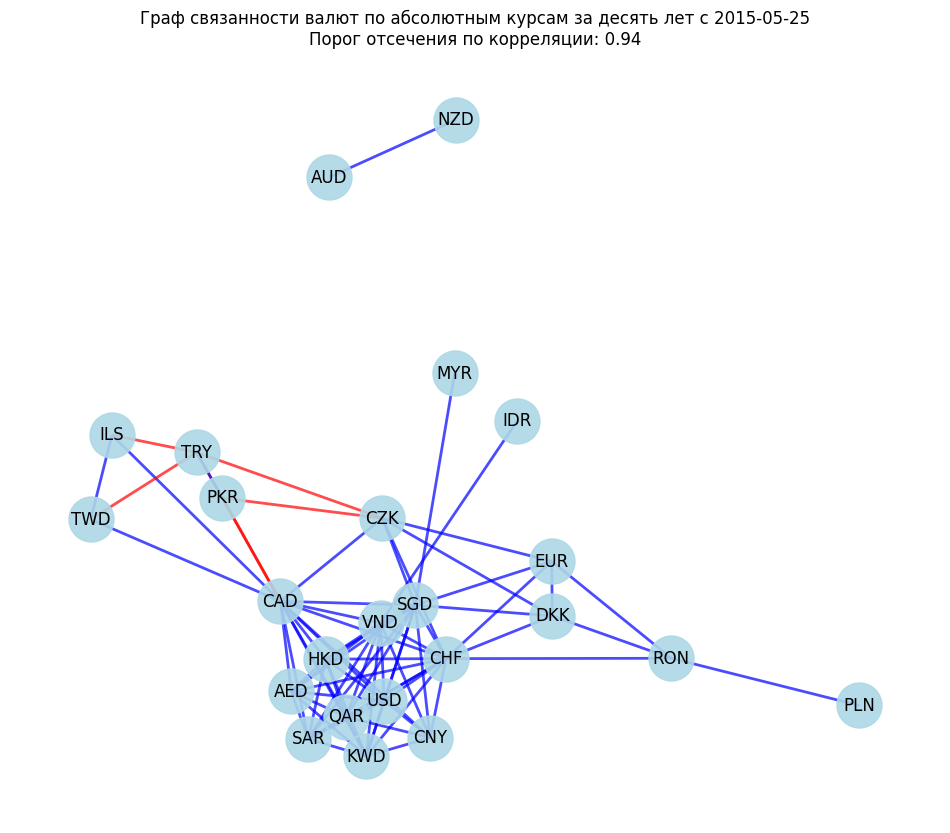 Граф связанности валют по абсолютным курсам за десять лет с 2015-05-25
Порог отсечения по корреляции: 0.94
NZD
AUD
MYR
IDR
ILS
TRY
PKR
TWD
CZK
EUR
CAD
SGD
DKK
VND
HKD
CHF
RON
AED
USD
PLN
QAR
SAR
CNY
KWD